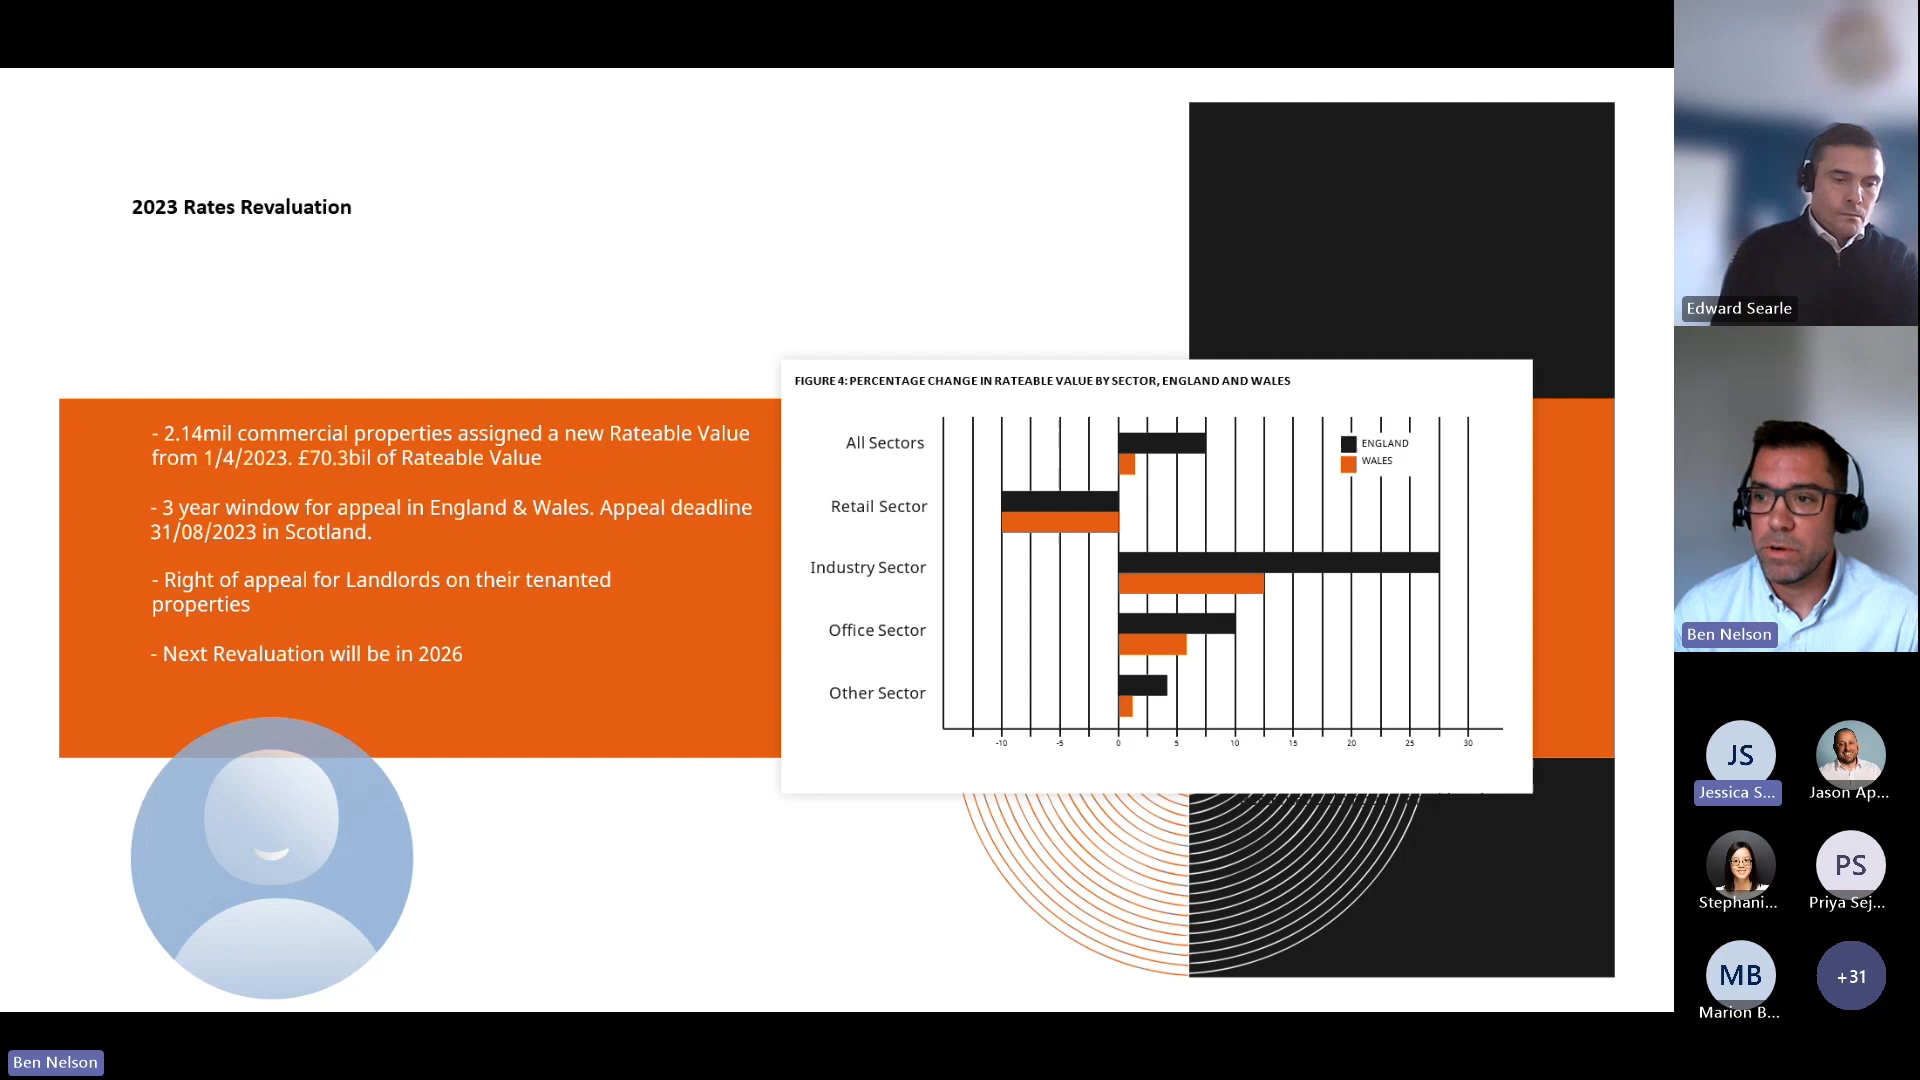 2023 Rates Revaluation
- 2.14mil commercial properties assigned a new Rateable Value
from 1/4/2023. £70.3bil of Rateable Value
- 3 year window for appeal in England & Wales. Appeal deadline
31/08/2023 in Scotland.
- Right of appeal for Landlords on their tenanted
properties
- Next Revaluation will be in 2026
FIGURE 4: PERCENTAGE CHANGE IN RATEABLE VALUE BY SECTOR, ENGLAND AND WALES
All Sectors
Retail Sector
Industry Sector
Office Sector
Other Sector
ENGLAND
WALES
-10 -5 0 5 10 15 20 25 30
Edward Searle
Ben Nelson
JS
Jessica S...
Jason Ap...
Stephani...
PS
Priya Sej...
MB
Marion B...
+31
Ben Nelson